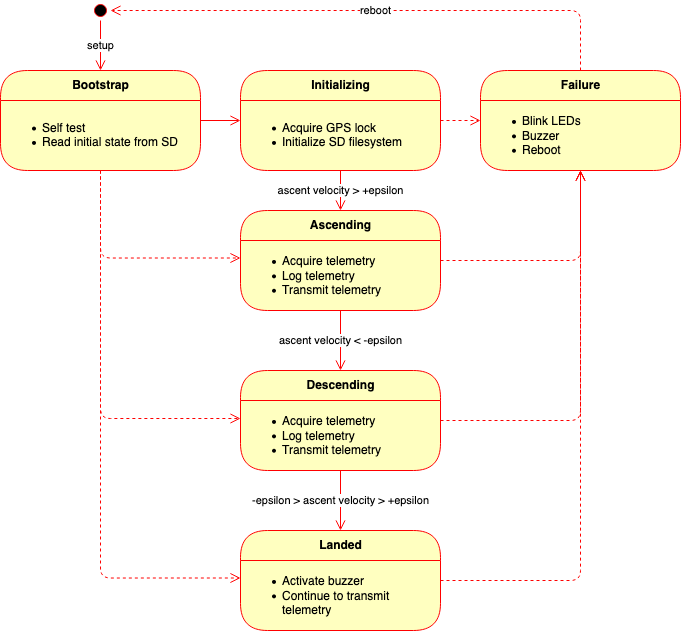 reboot
setup
Bootstrap
Self test
Read initial state from SD
Initializing
Acquire GPS lock
Initialize SD filesystem
Failure
Blink LEDs
Buzzer
Reboot
ascent velocity > +epsilon
Ascending
Acquire telemetry
Log telemetry
Transmit telemetry
ascent velocity < -epsilon
Descending
Acquire telemetry
Log telemetry
Transmit telemetry
-epsilon > ascent velocity > +epsilon
Landed
Activate buzzer
Continue to transmit
telemetry